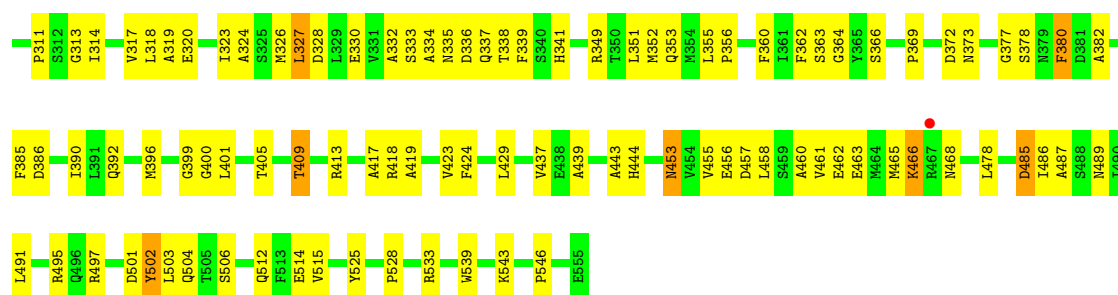 P311 S312 G313 I314 V317 L318 A319 E320 I323 A324 S325 M326 L327 D328 L329 E330 V331 A332 S333 A334 N335 D336 Q337 T338 F339 S340 H341 R349 T350 L351 M352 Q353 M354 L355 P356 F360 I361 F362 S363 G364 Y365 S366 P369 D372 N373 G377 S378 N379 F380 D381 A382
F385 D386 I390 L391 Q392 M396 G399 G400 L401 T405 T409 R413 A417 R418 A419 V423 F424 L429 V437 E438 A439 A443 H444 N453 V454 V455 E456 D457 L458 S459 A460 V461 E462 E463 M464 M465 K466 R467 N468 L478 D485 I486 A487 S488 N489 I490
L491 R495 Q496 R497 D501 Y502 L503 Q504 T505 S506 Q512 F513 E514 V515 Y525 P528 R533 W539 K543 P546 E555